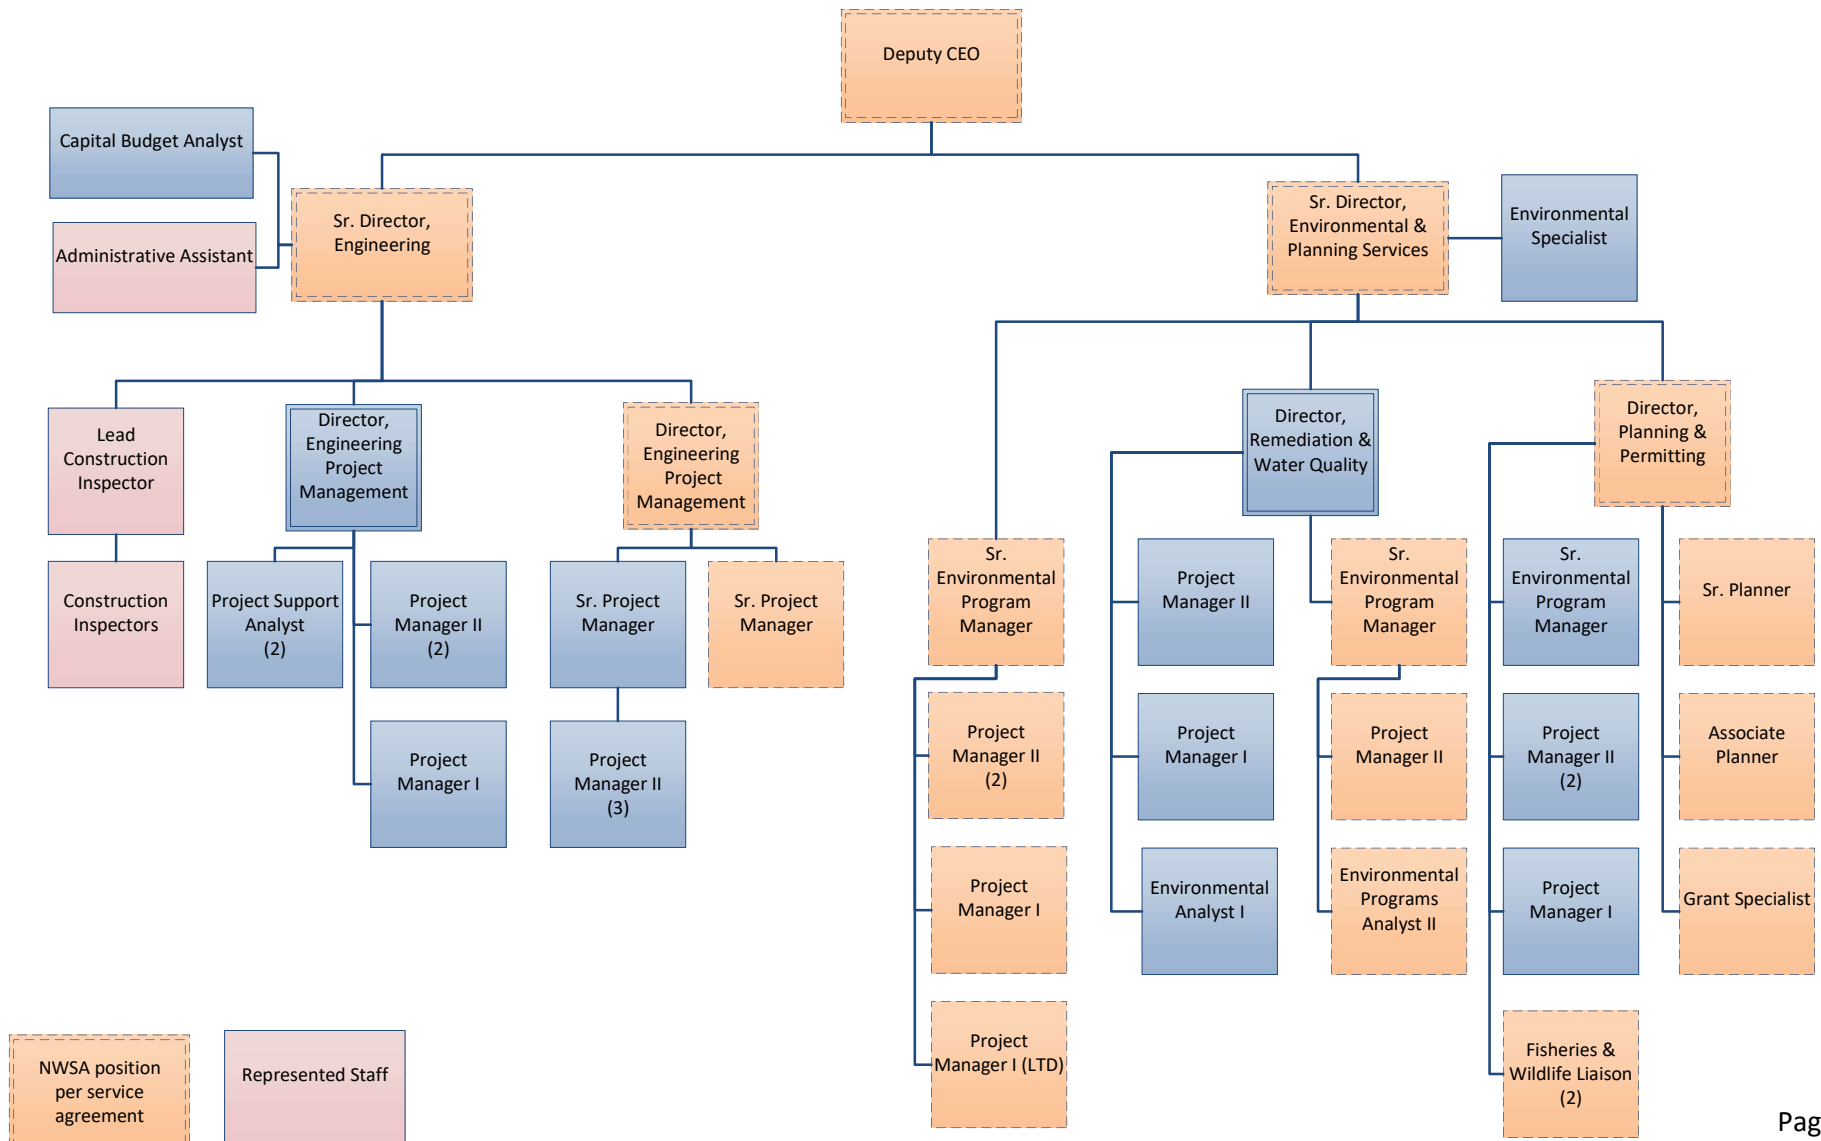 Deputy CEO
Capital Budget Analyst
Administrative Assistant
Sr. Director,
Engineering
Sr. Director,
Environmental &
Planning Services
Environmental
Specialist
Lead
Construction
Inspector
Director,
Engineering
Project
Management
Director,
Engineering
Project
Management
Director,
Remediation &
Water Quality
Director,
Planning &
Permitting
Construction
Inspectors
Project Support
Analyst
(2)
Project
Manager II
(2)
Sr. Project
Manager
Sr. Project
Manager
Sr.
Environmental
Program
Manager
Project
Manager II
Sr.
Environmental
Program
Manager
Sr.
Environmental
Program
Manager
Sr. Planner
Project
Manager I
Project
Manager II
(3)
Project
Manager II
(2)
Project
Manager I
Project
Manager II
Project
Manager II
(2)
Associate
Planner
Project
Manager I
Environmental
Analyst I
Environmental
Programs
Analyst II
Project
Manager I
Grant Specialist
Project
Manager I (LTD)
Fisheries &
Wildlife Liaison
(2)
NWSA position
per service
agreement
Represented Staff
Pag